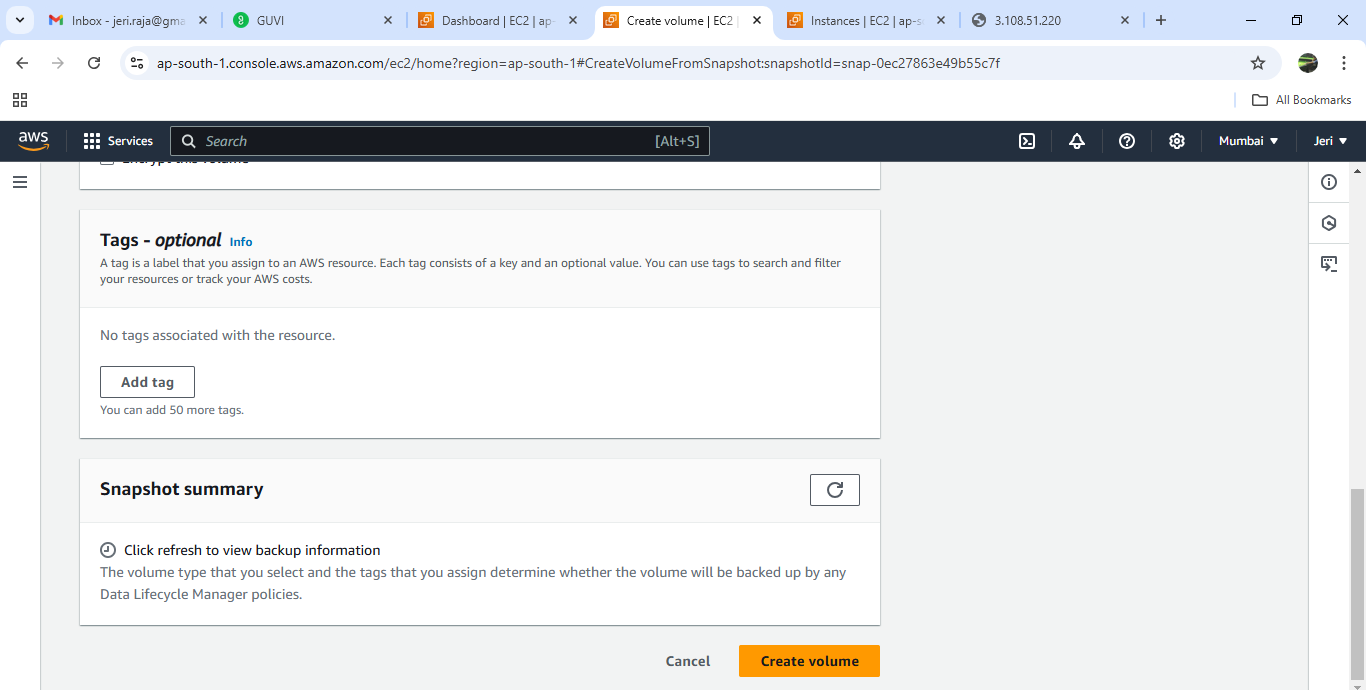 Inbox - jeri.raja@gma
GUVI
Dashboard | EC2 | ap-
Create volume | EC2 |
Instances | EC2 | ap-s
3.108.51.220
ap-south-1.console.aws.amazon.com/ec2/home?region=ap-south-1#CreateVolumeFromSnapshot:snapshotId=snap-0ec27863e49b55c7f
All Bookmarks
aws
Services
Search
[Alt+S]
Mumbai
Jeri
Encrypt this volume
Tags - optional Info
A tag is a label that you assign to an AWS resource. Each tag consists of a key and an optional value. You can use tags to search and filter
your resources or track your AWS costs.
No tags associated with the resource.
Add tag
You can add 50 more tags.
Snapshot summary
Click refresh to view backup information
The volume type that you select and the tags that you assign determine whether the volume will be backed up by any
Data Lifecycle Manager policies.
Cancel
Create volume